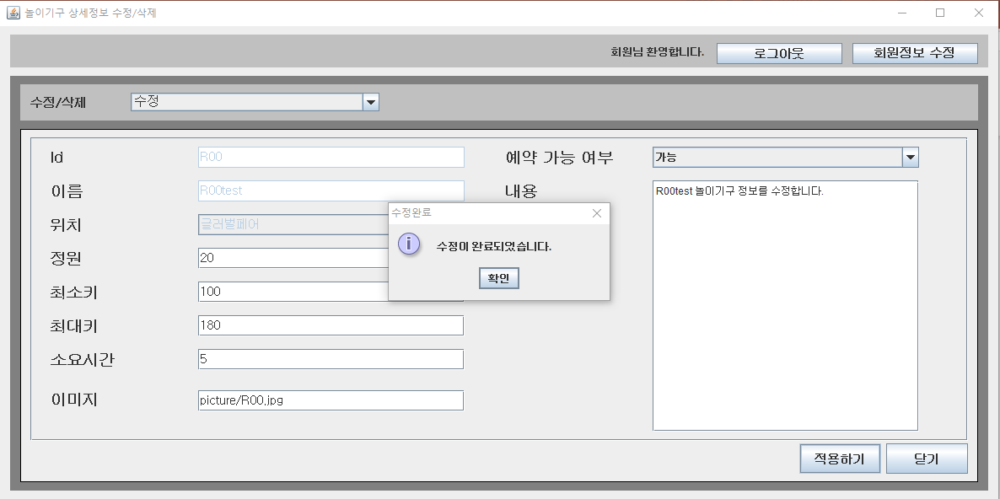 놀이기구 상세정보 수정/삭제
회원님 환영합니다. 로그아웃 회원정보 수정
수정/삭제 수정
Id R00 예약 가능 여부 가능
이름 R00test 내용 R00test 놀이기구 정보를 수정합니다.
수정완료
위치 글러벌페어
수정이 완료되었습니다.
정원 20
확인
최소키 100
최대키 180
소요시간 5
이미지 picture/R00.jpg
적용하기 닫기